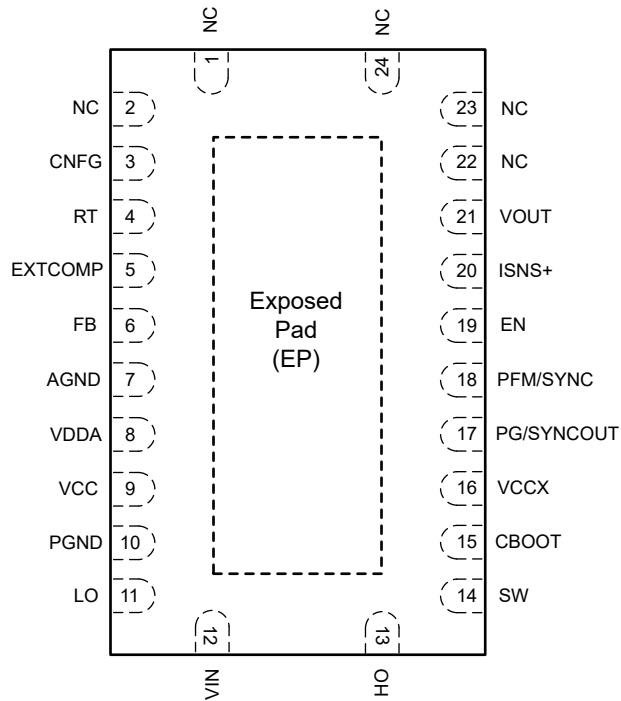 NC
NC
1
24
NC 2
23 NC
CNFG 3
22 NC
RT 4
21 VOUT
EXTCOMP 5
20 ISNS+
Exposed
Pad
(EP)
FB 6
19 EN
AGND 7
18 PFM/SYNC
VDDA 8
17 PG/SYNCOUT
VCC 9
16 VCCX
PGND 10
15 CBOOT
LO 11
14 SW
12
13
VIN
HO